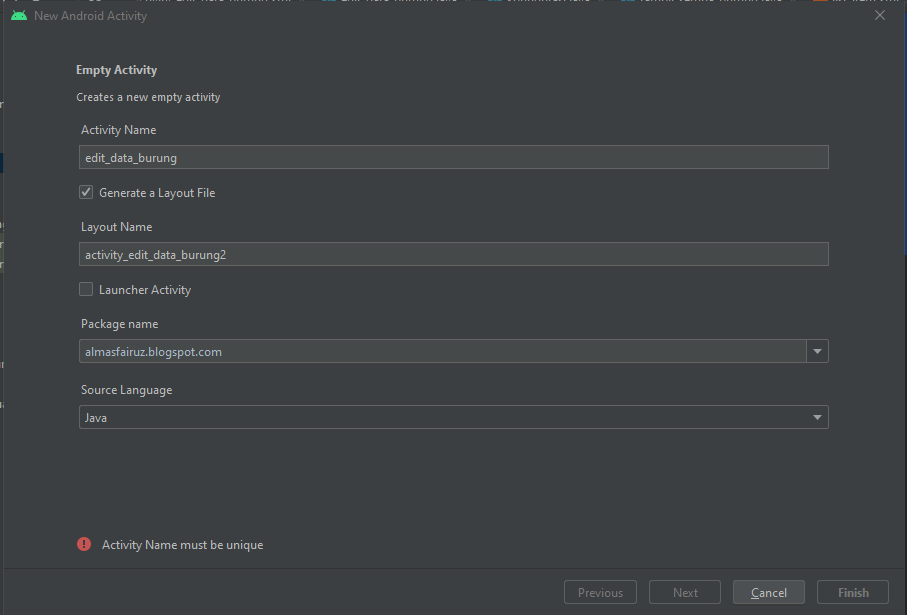 New Android Activity
Empty Activity
Creates a new empty activity
Activity Name
edit_data_burung
Generate a Layout File
Layout Name
activity_edit_data_burung2
Launcher Activity
Package name
almasfairuz.blogspot.com
Source Language
Java
Activity Name must be unique
Previous Next Cancel Finish